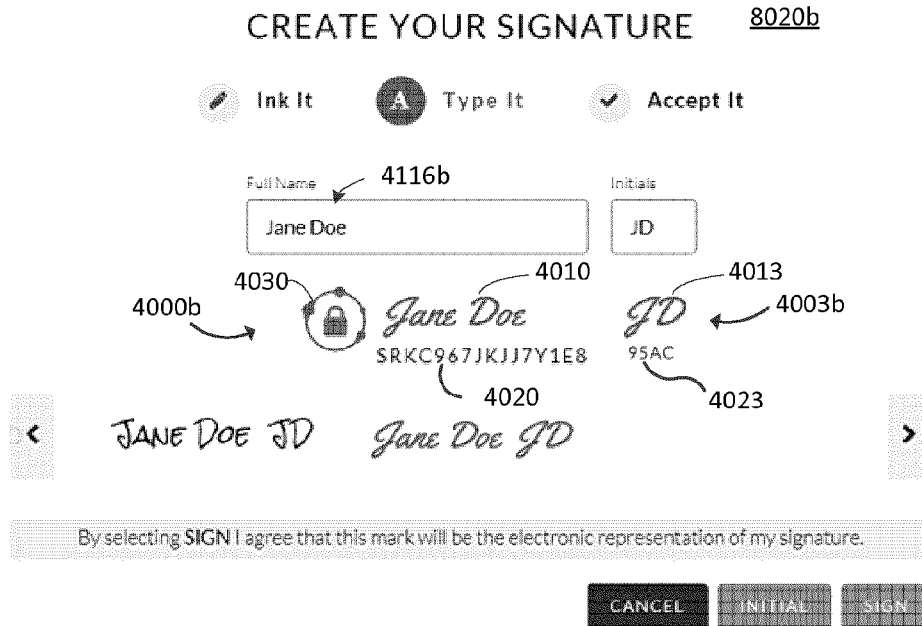 CREATE YOUR SIGNATURE 8020b
Ink It A Type It Accept It
Full Name 4116b Initials
Jane Doe JD
4030 4010 4013
4000b Jane Doe JD 4003b
SRKC967JKJJ7Y1E8 95AC
4020 4023
JANE DOE JD Jane Doe JD
By selecting SIGN I agree that this mark will be the electronic representation of my signature.
CANCEL INITIAL SIGN